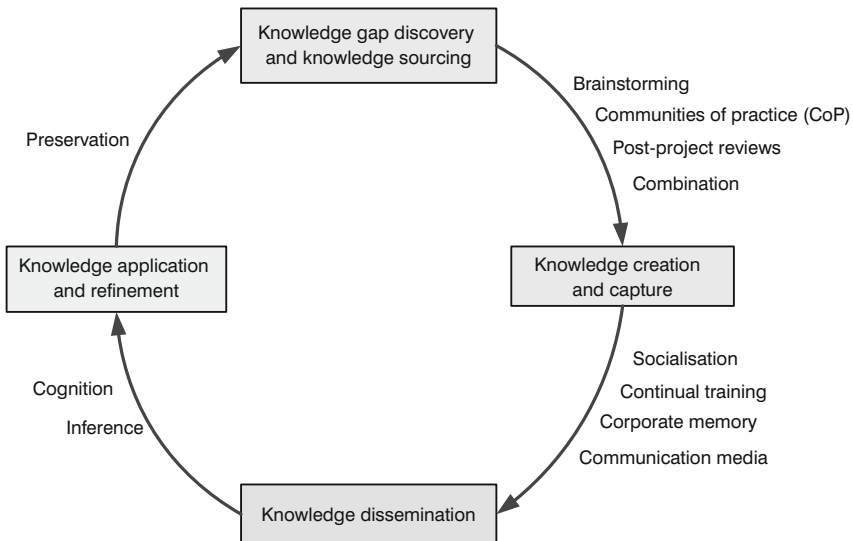 Knowledge gap discovery
and knowledge sourcing
Brainstorming
Communities of practice (CoP)
Post-project reviews
Combination
Preservation
Knowledge application
and refinement
Knowledge creation
and capture
Socialisation
Continual training
Corporate memory
Communication media
Cognition
Inference
Knowledge dissemination